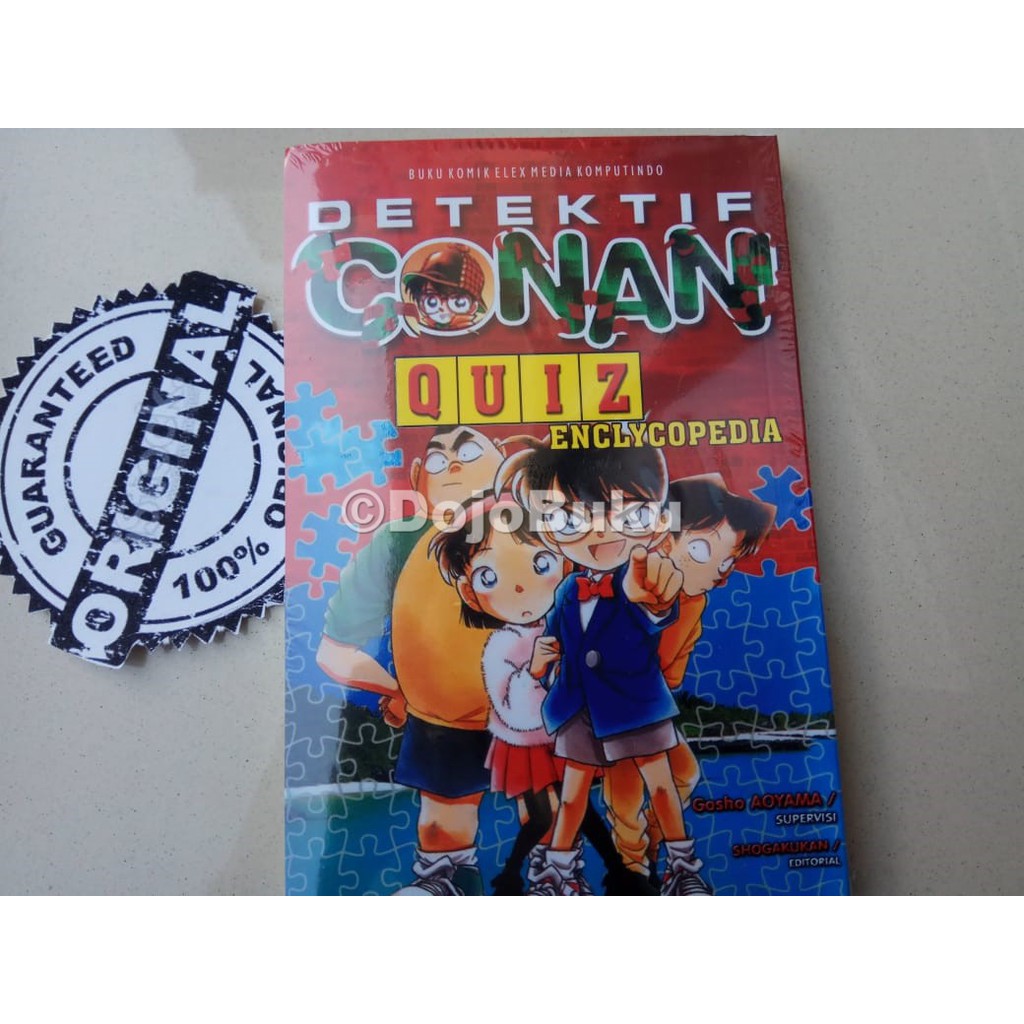 BUKU KOMIK ELEX MEDIA KOMPUTINDO
DETEKTIF
CONAN
QUIZ
ENCLYCOPEDIA
©DojoBuku
Gosho AOYAMA /
SUPERVISI
SHOGAKUKAN /
EDITORIAL
GUARANTEED
ORIGINAL
ORIGINAL
100%